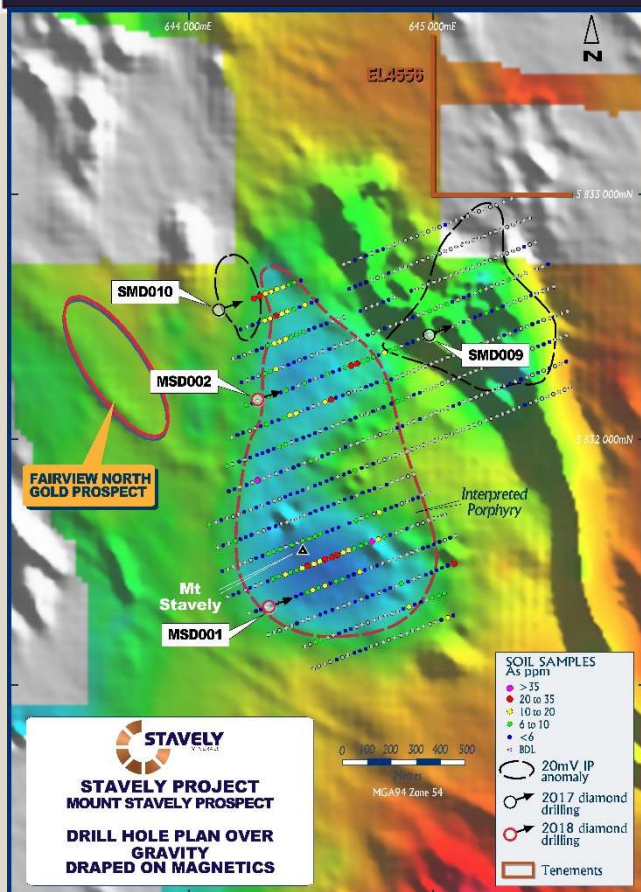 644 000mE
645 000mE
N
EL4556
5 833 000mN
SMD010
SMD009
MSD002
5 832 000mN
FAIRVIEW NORTH
GOLD PROSPECT
Interpreted
Porphyry
Mt
Stavely
MSD001
SOIL SAMPLES
As ppm
> 35
20 to 35
10 to 20
6 to 10
<6
BDL
20mV IP
anomaly
2017 diamond
drilling
2018 diamond
drilling
Tenements
0 100 200 300 400 500
Metres
MGA94 Zone 54
STAVELY
STAVELY PROJECT
MOUNT STAVELY PROSPECT
DRILL HOLE PLAN OVER
GRAVITY
DRAPED ON MAGNETICS